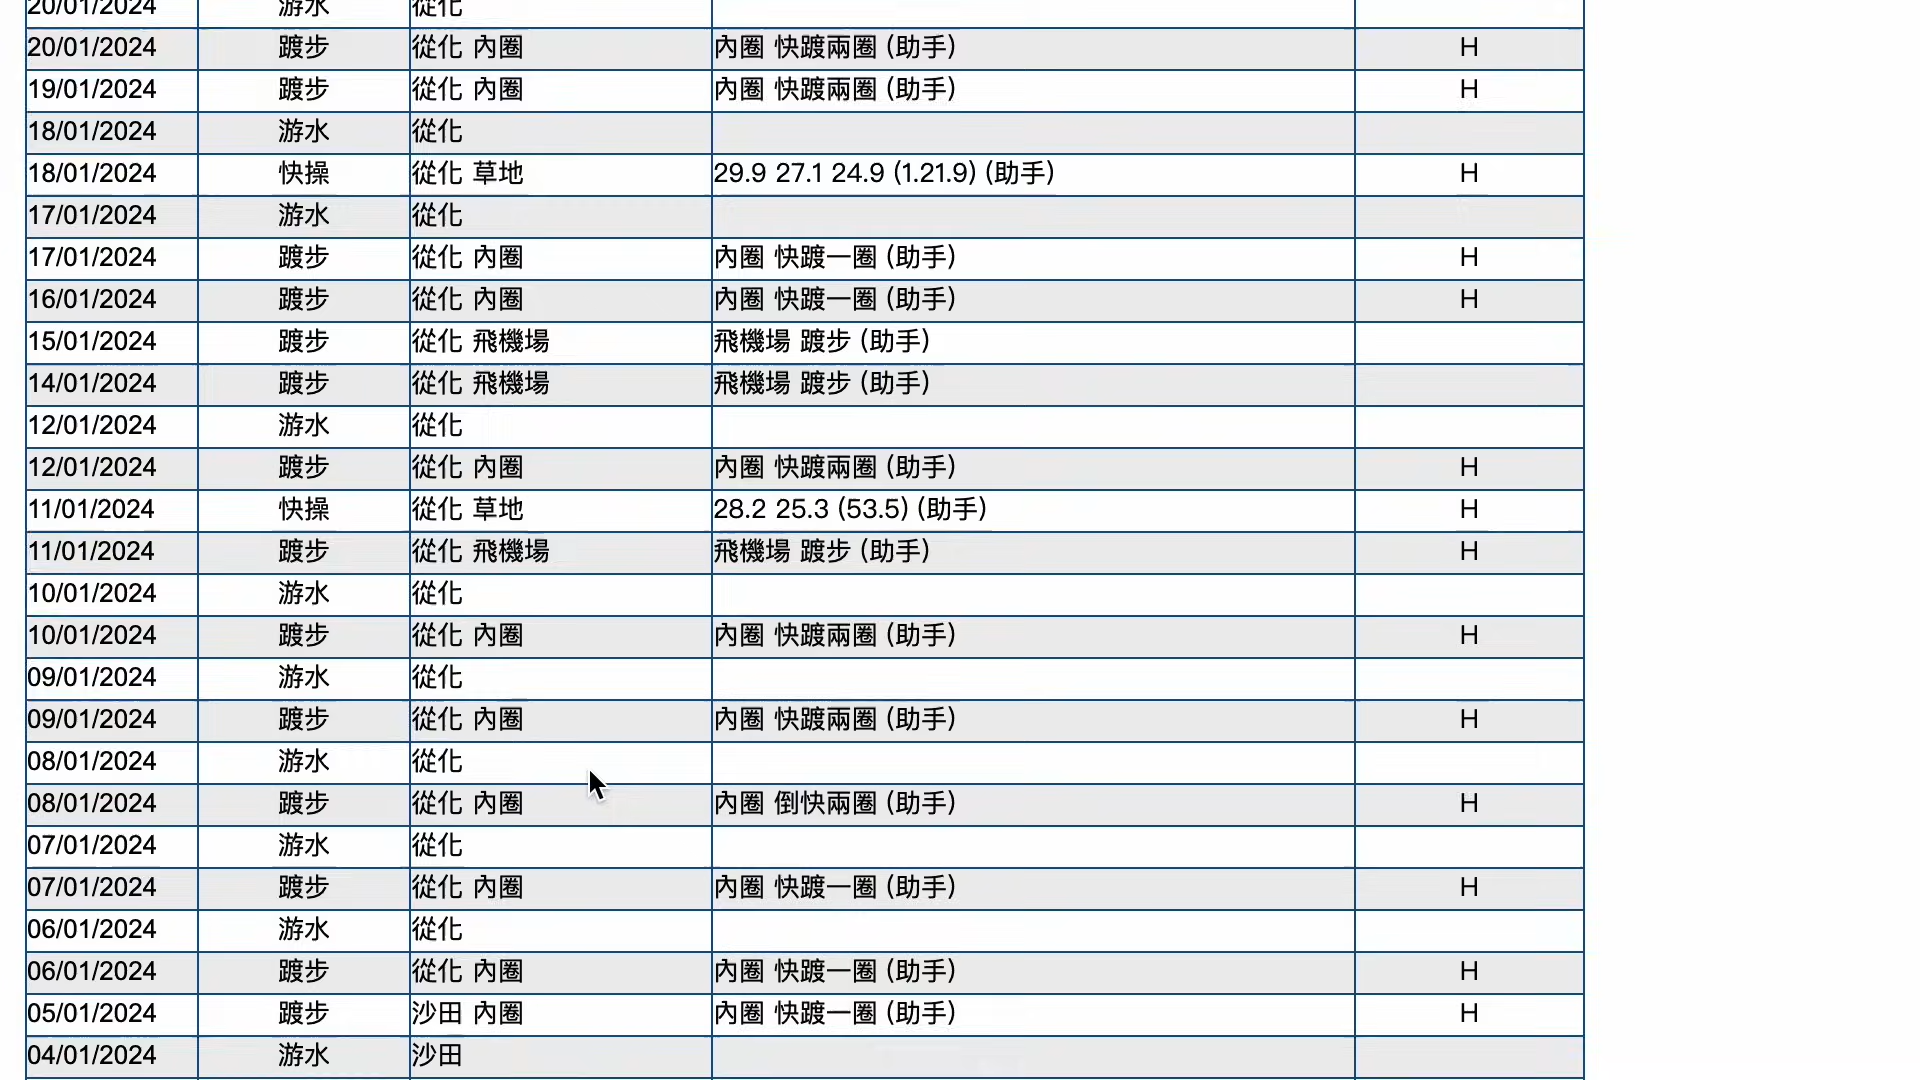 20/01/2024 游水 從化
20/01/2024 踱步 從化 內圈 內圈 快踱兩圈 (助手) H
19/01/2024 踱步 從化 內圈 內圈 快踱兩圈 (助手) H
18/01/2024 游水 從化
18/01/2024 快操 從化 草地 29.9 27.1 24.9 (1.21.9) (助手) H
17/01/2024 游水 從化
17/01/2024 踱步 從化 內圈 內圈 快踱一圈 (助手) H
16/01/2024 踱步 從化 內圈 內圈 快踱一圈 (助手) H
15/01/2024 踱步 從化 飛機場 飛機場 踱步 (助手)
14/01/2024 踱步 從化 飛機場 飛機場 踱步 (助手)
12/01/2024 游水 從化
12/01/2024 踱步 從化 內圈 內圈 快踱兩圈 (助手) H
11/01/2024 快操 從化 草地 28.2 25.3 (53.5) (助手) H
11/01/2024 踱步 從化 飛機場 飛機場 踱步 (助手) H
10/01/2024 游水 從化
10/01/2024 踱步 從化 內圈 內圈 快踱兩圈 (助手) H
09/01/2024 游水 從化
09/01/2024 踱步 從化 內圈 內圈 快踱兩圈 (助手) H
08/01/2024 游水 從化
08/01/2024 踱步 從化 內圈 內圈 倒快兩圈 (助手) H
07/01/2024 游水 從化
07/01/2024 踱步 從化 內圈 內圈 快踱一圈 (助手) H
06/01/2024 游水 從化
06/01/2024 踱步 從化 內圈 內圈 快踱一圈 (助手) H
05/01/2024 踱步 沙田 內圈 內圈 快踱一圈 (助手) H
04/01/2024 游水 沙田